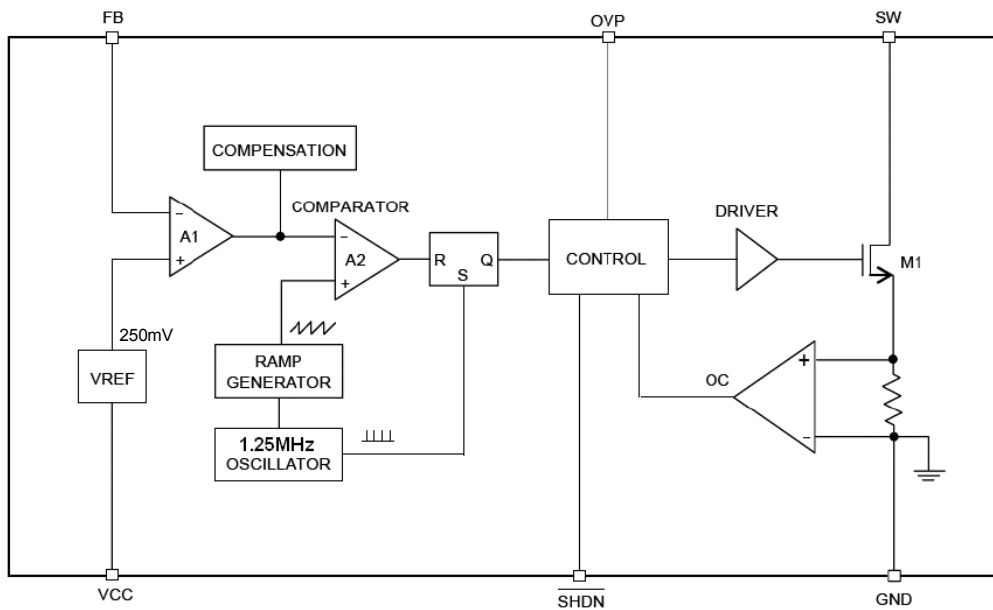 FB
OVP
SW
COMPENSATION
COMPARATOR
DRIVER
−
A1
+
−
A2
+
R
S
Q
CONTROL
M1
250mV
VREF
RAMP
GENERATOR
1.25MHz
OSCILLATOR
OC
+
−
VCC
SHDN
GND